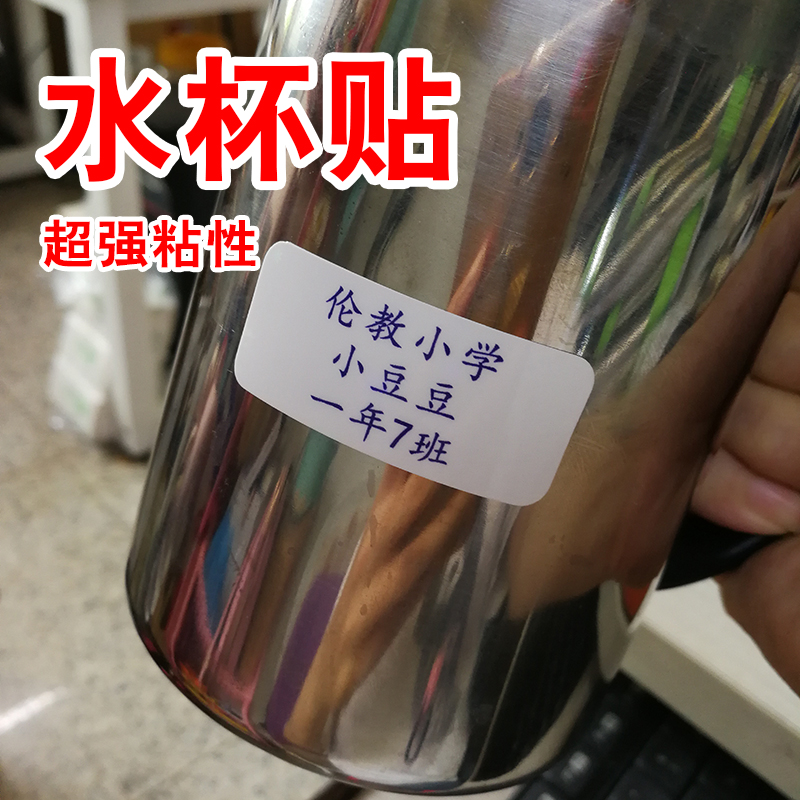 水杯贴
超强粘性
伦教小学
小豆豆
一年7班